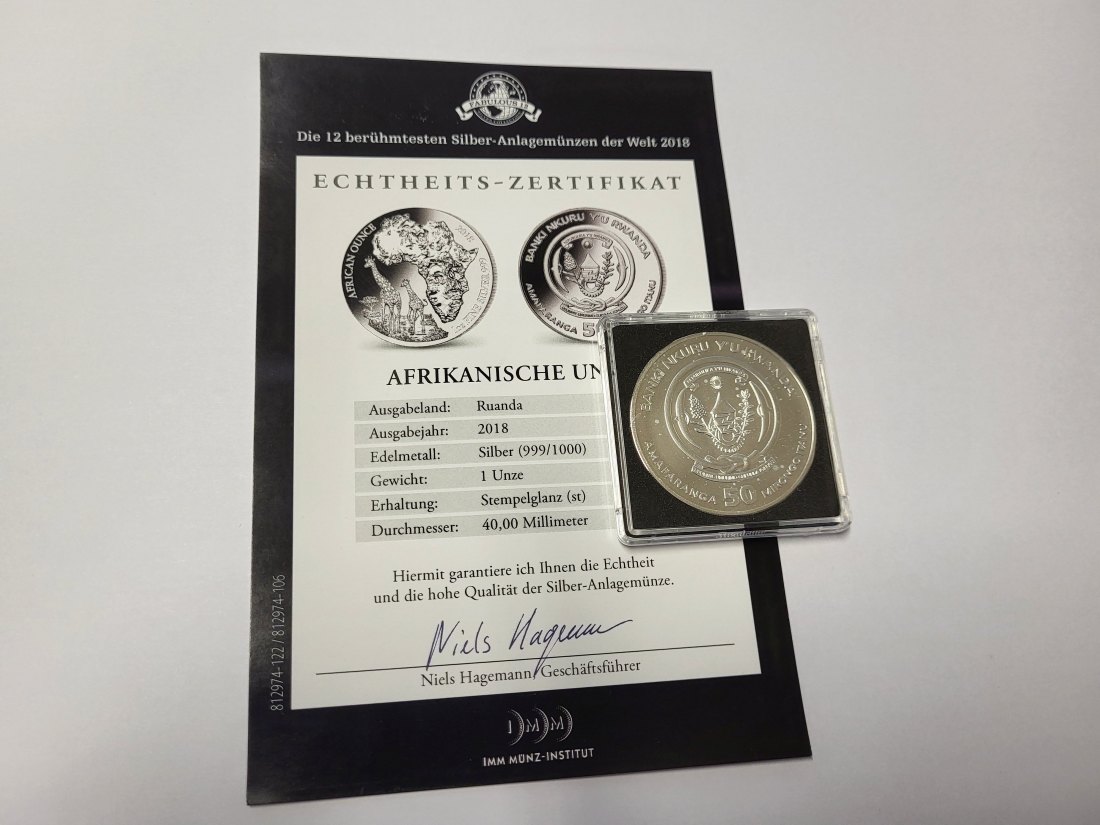 FABULOUS 12
Die 12 berühmtesten Silber-Anlagemünzen der Welt 2018
ECHTHEITS-ZERTIFIKAT
AFRICAN OUNCE
2018
BANKI NKURU Y'U RWANDA
AMAFARANGA 50
AFRIKANISCHE UN
Ausgabeland: Ruanda
Ausgabejahr: 2018
Edelmetall: Silber (999/1000)
Gewicht: 1 Unze
Erhaltung: Stempelglanz (st)
Durchmesser: 40,00 Millimeter
BANKI NKURU Y'U RWANDA
AMAFARANGA 50 MIRONGO ITANU
Hiermit garantiere ich Ihnen die Echtheit
und die hohe Qualität der Silber-Anlagemünze.
Niels Hagemann
Niels Hagemann, Geschäftsführer
IMM
IMM MÜNZ-INSTITUT
812974-122 / 812974-106